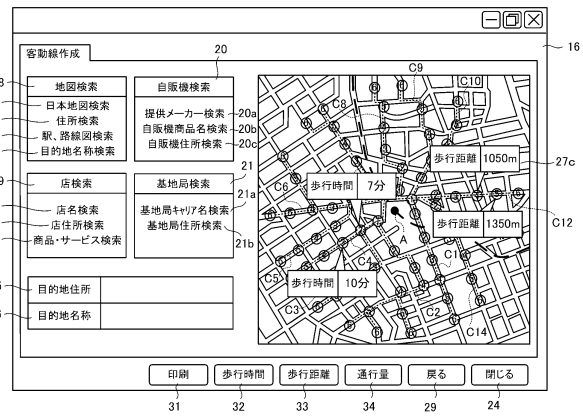 客動線作成
16
20
地図検索
日本地図検索
住所検索
駅、路線図検索
目的地名称検索
自販機検索
提供メーカー検索
20a
自販機商品名検索
20b
自販機住所検索
20c
店検索
店名検索
店住所検索
商品・サービス検索
基地局検索
21
基地局キャリア名検索
21a
基地局住所検索
21b
目的地住所
目的地名称
C9
C8
C10
歩行距離 1050m
27c
歩行時間 7分
C6
歩行距離 1350m
C12
A
C5
C4
歩行時間 10分
C3
C2
C14
印刷
歩行時間
歩行距離
通行量
戻る
閉じる
31
32
33
34
29
24